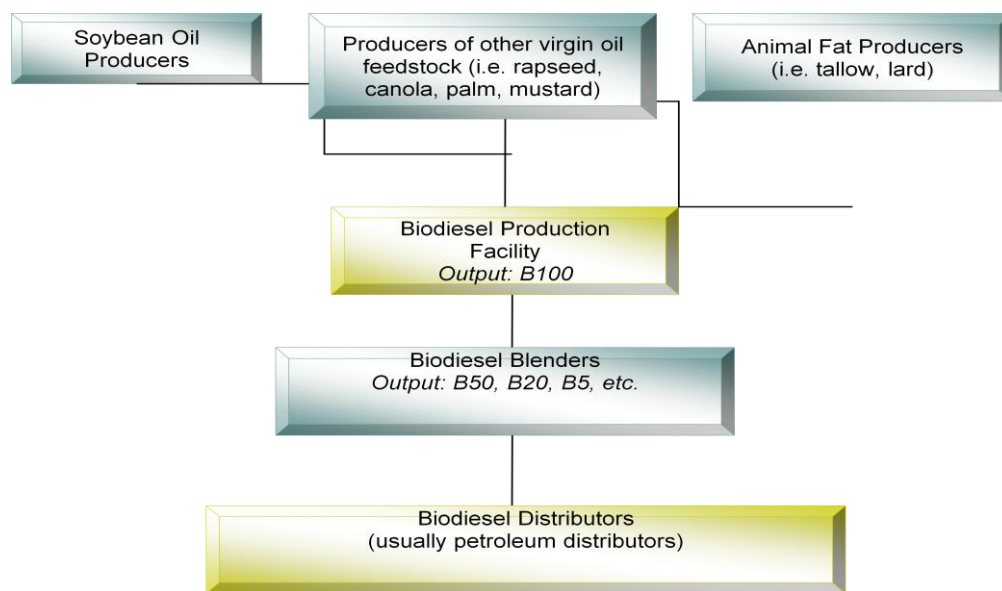 Soybean Oil
Producers
Producers of other virgin oil
feedstock (i.e. rapseed,
canola, palm, mustard)
Animal Fat Producers
(i.e. tallow, lard)
Biodiesel Production
Facility
Output: B100
Biodiesel Blenders
Output: B50, B20, B5, etc.
Biodiesel Distributors
(usually petroleum distributors)